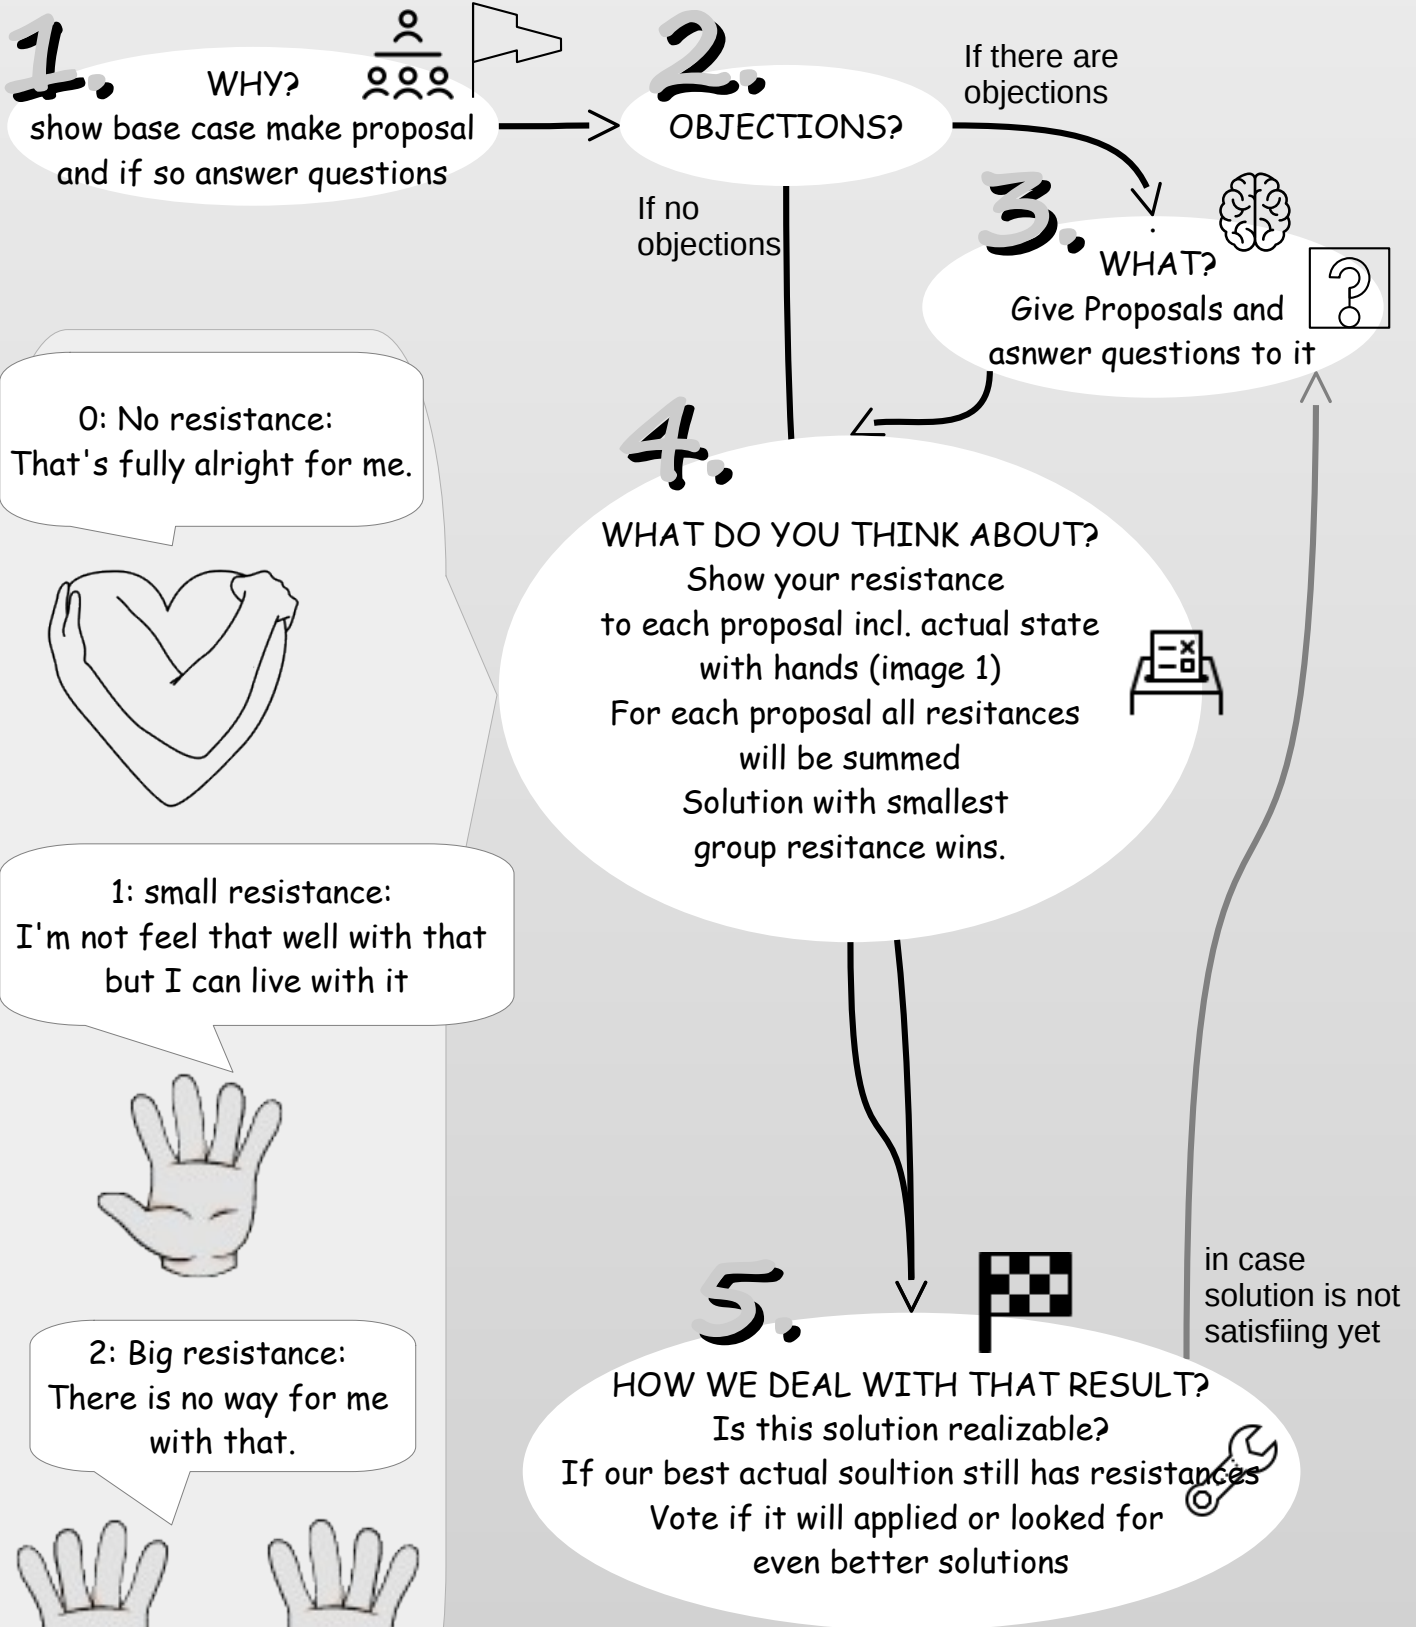 1.
WHY?
show base case make proposal
and if so answer questions
2.
OBJECTIONS?
If there are
objections
If no
objections
3.
WHAT?
Give Proposals and
asnwer questions to it
?
0: No resistance:
That's fully alright for me.
4.
WHAT DO YOU THINK ABOUT?
Show your resistance
to each proposal incl. actual state
with hands (image 1)
For each proposal all resitances
will be summed
Solution with smallest
group resitance wins.
1: small resistance:
I'm not feel that well with that
but I can live with it
2: Big resistance:
There is no way for me
with that.
5.
HOW WE DEAL WITH THAT RESULT?
Is this solution realizable?
If our best actual soultion still has resistances
Vote if it will applied or looked for
even better solutions
in case
solution is not
satisfiing yet